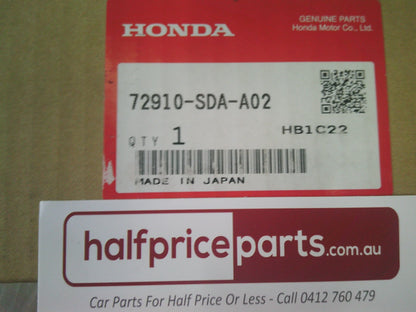 HONDA
GENUINE PARTS
Honda Motor Co., Ltd.
72910-SDA-A02
QTY 1
HB1C22
MADE IN JAPAN
halfpriceparts.com.au
Car Parts For Half Price Or Less - Call 0412 760 479